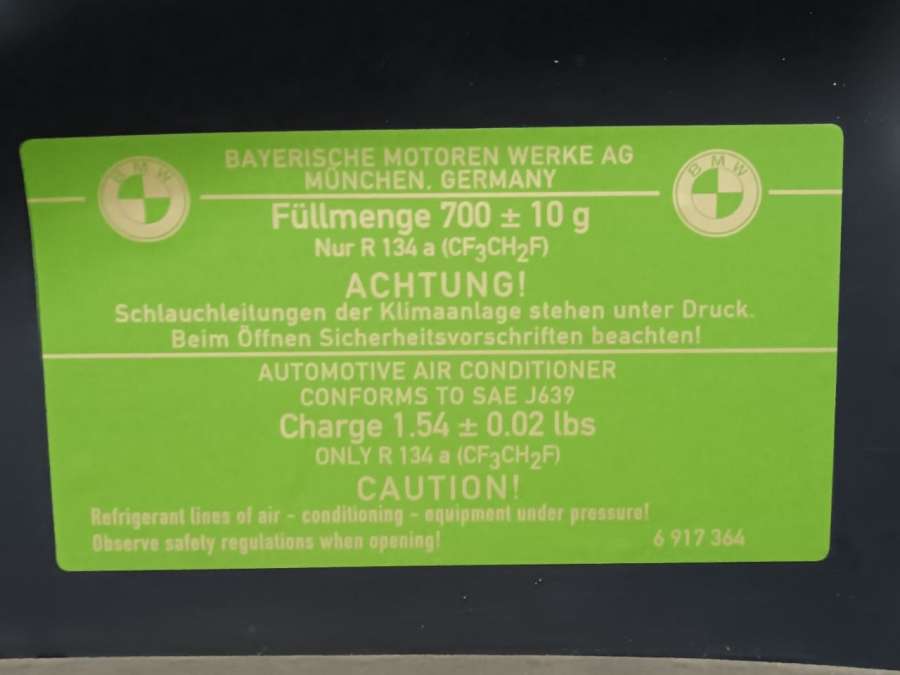 BAYERISCHE MOTOREN WERKE AG
MÜNCHEN, GERMANY
BMW
BMW
Füllmenge 700 ± 10 g
Nur R 134 a (CF₃CH₂F)
ACHTUNG!
Schlauchleitungen der Klimaanlage stehen unter Druck.
Beim Öffnen Sicherheitsvorschriften beachten!
AUTOMOTIVE AIR CONDITIONER
CONFORMS TO SAE J639
Charge 1.54 ± 0.02 lbs
ONLY R 134 a (CF₃CH₂F)
CAUTION!
Refrigerant lines of air - conditioning - equipment under pressure!
Observe safety regulations when opening!
6 917 364